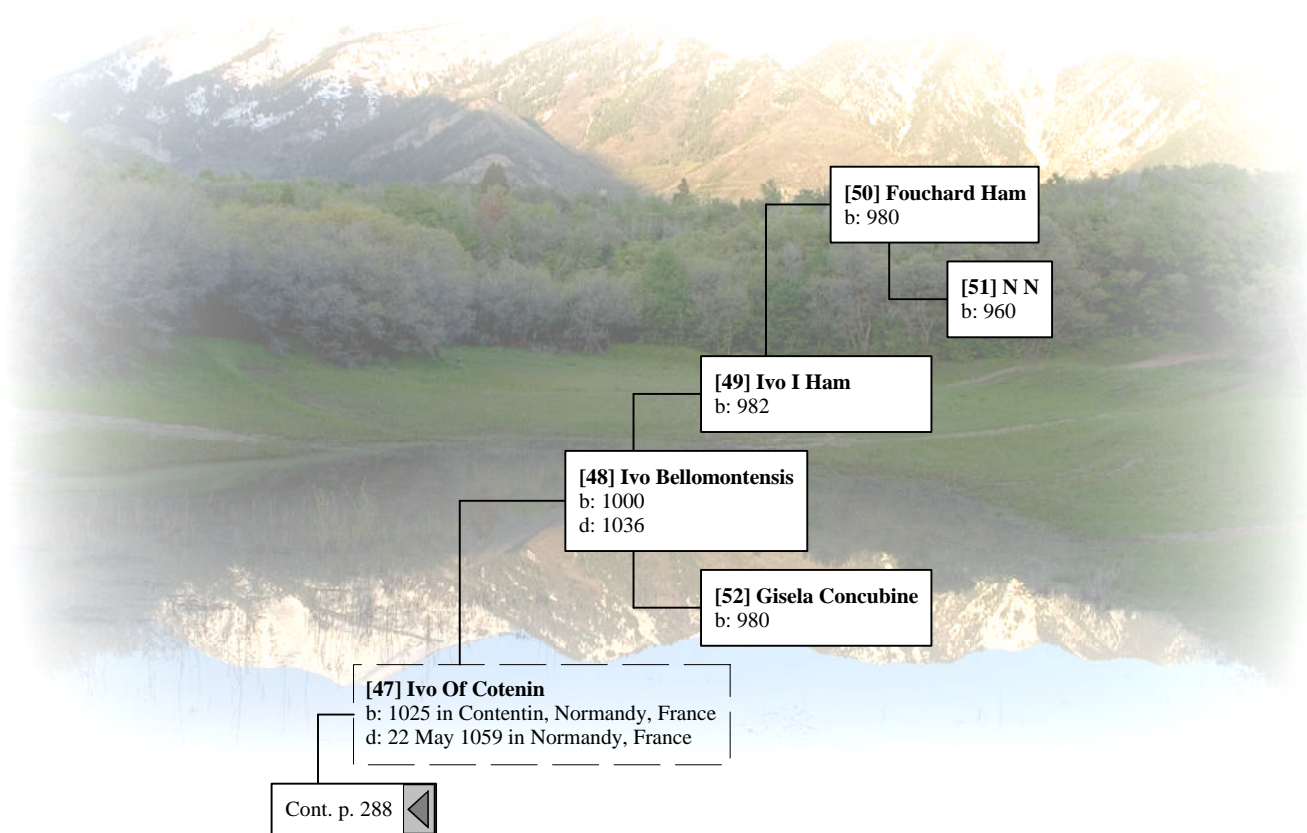 [50] Fouchard Ham
b: 980
[51] N N
b: 960
[49] Ivo I Ham
b: 982
[48] Ivo Bellomontensis
b: 1000
d: 1036
[52] Gisela Concubine
b: 980
[47] Ivo Of Cotenin
b: 1025 in Contentin, Normandy, France
d: 22 May 1059 in Normandy, France
Cont. p. 288